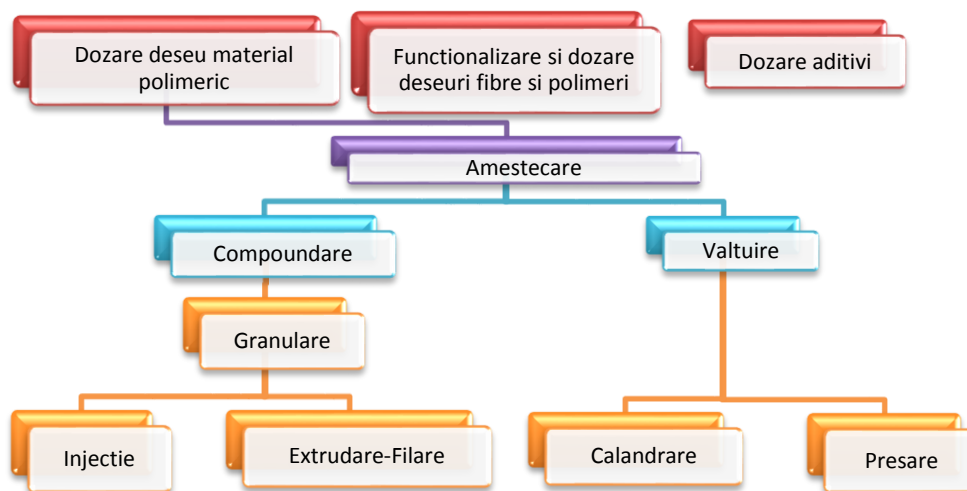 Dozare deseu material
polimeric
Functionalizare si dozare
deseuri fibre si polimeri
Dozare aditivi
Amestecare
Compoundare
Valtuire
Granulare
Injectie
Extrudare-Filare
Calandrare
Presare